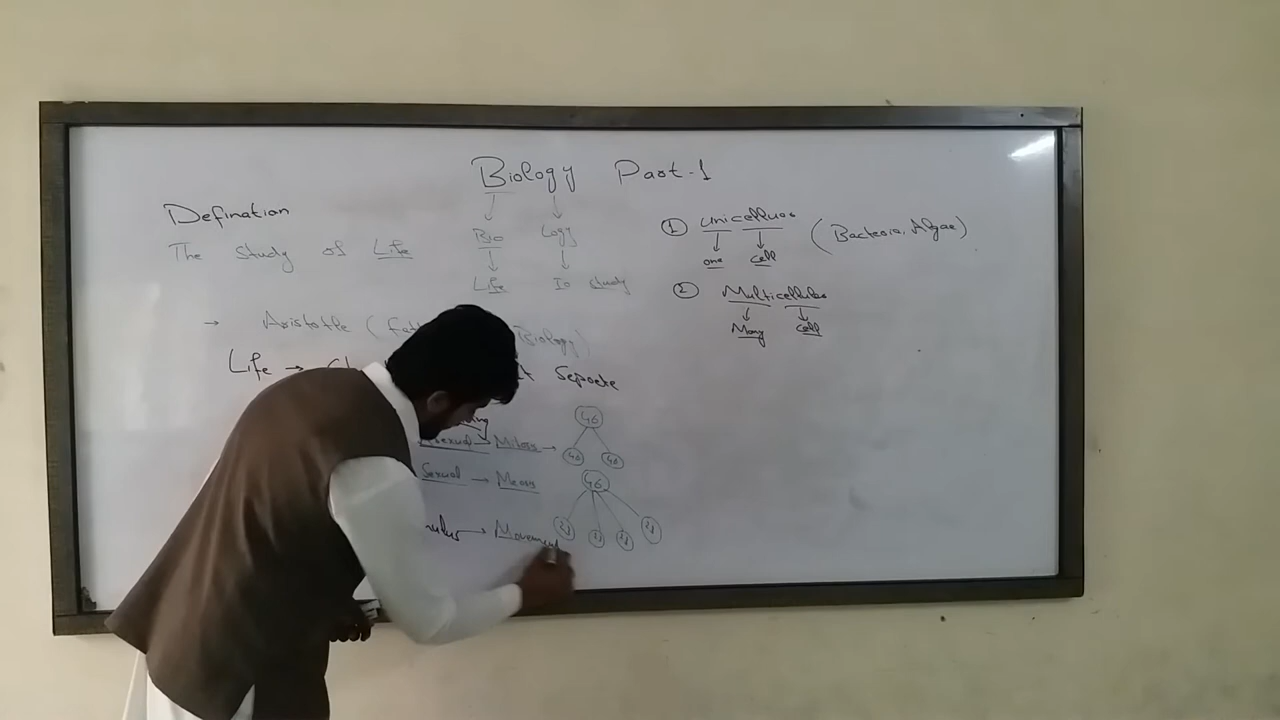 Biology Part-1
Defination
The study of Life
Bio Logy
Life To study
→ Aristotle ( Biology)
Life →
Asexual → Mitosis →
46
46 46
Sexual → Meosis
46
23 23 23 23
→ Movement
① Unicellular (Bacteria, Algae)
one cell
② Multicellular
Many cell